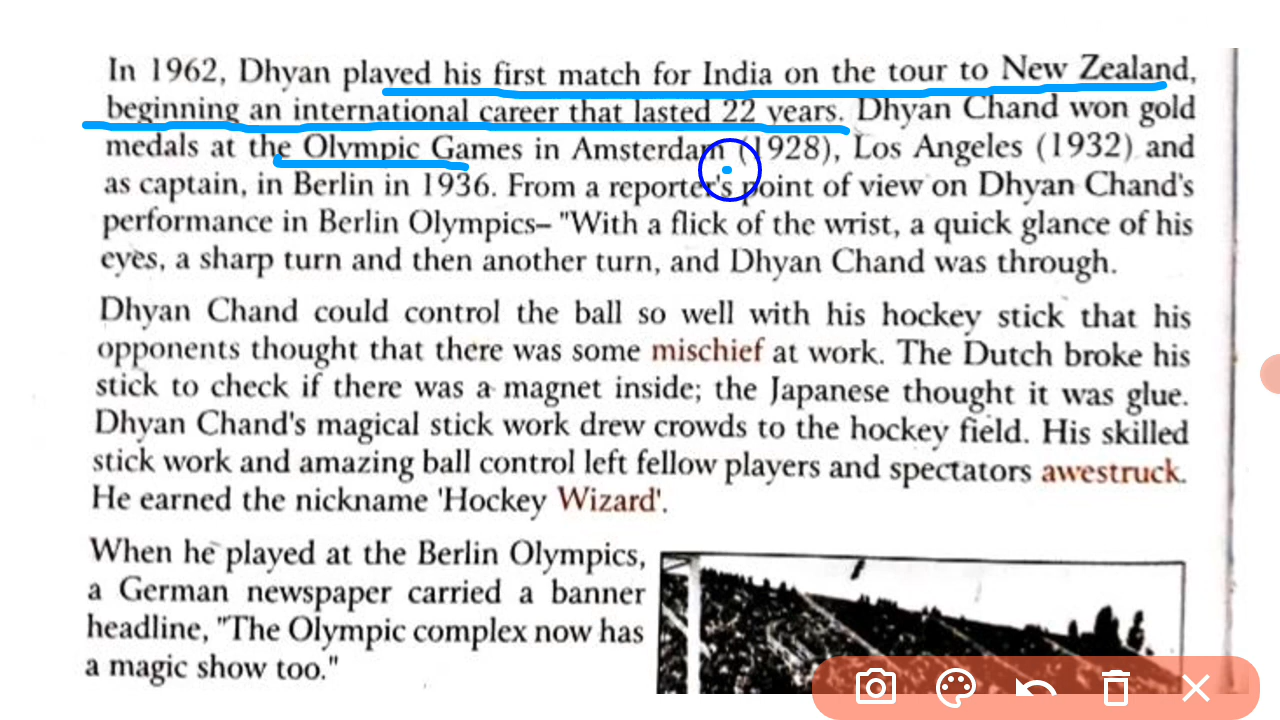 In 1962, Dhyan played his first match for India on the tour to New Zealand,
beginning an international career that lasted 22 years. Dhyan Chand won gold
medals at the Olympic Games in Amsterdam (1928), Los Angeles (1932) and
as captain, in Berlin in 1936. From a reporter's point of view on Dhyan Chand's
performance in Berlin Olympics– "With a flick of the wrist, a quick glance of his
eyes, a sharp turn and then another turn, and Dhyan Chand was through.
Dhyan Chand could control the ball so well with his hockey stick that his
opponents thought that there was some mischief at work. The Dutch broke his
stick to check if there was a magnet inside; the Japanese thought it was glue.
Dhyan Chand's magical stick work drew crowds to the hockey field. His skilled
stick work and amazing ball control left fellow players and spectators awestruck.
He earned the nickname 'Hockey Wizard'.
When he played at the Berlin Olympics,
a German newspaper carried a banner
headline, "The Olympic complex now has
a magic show too."